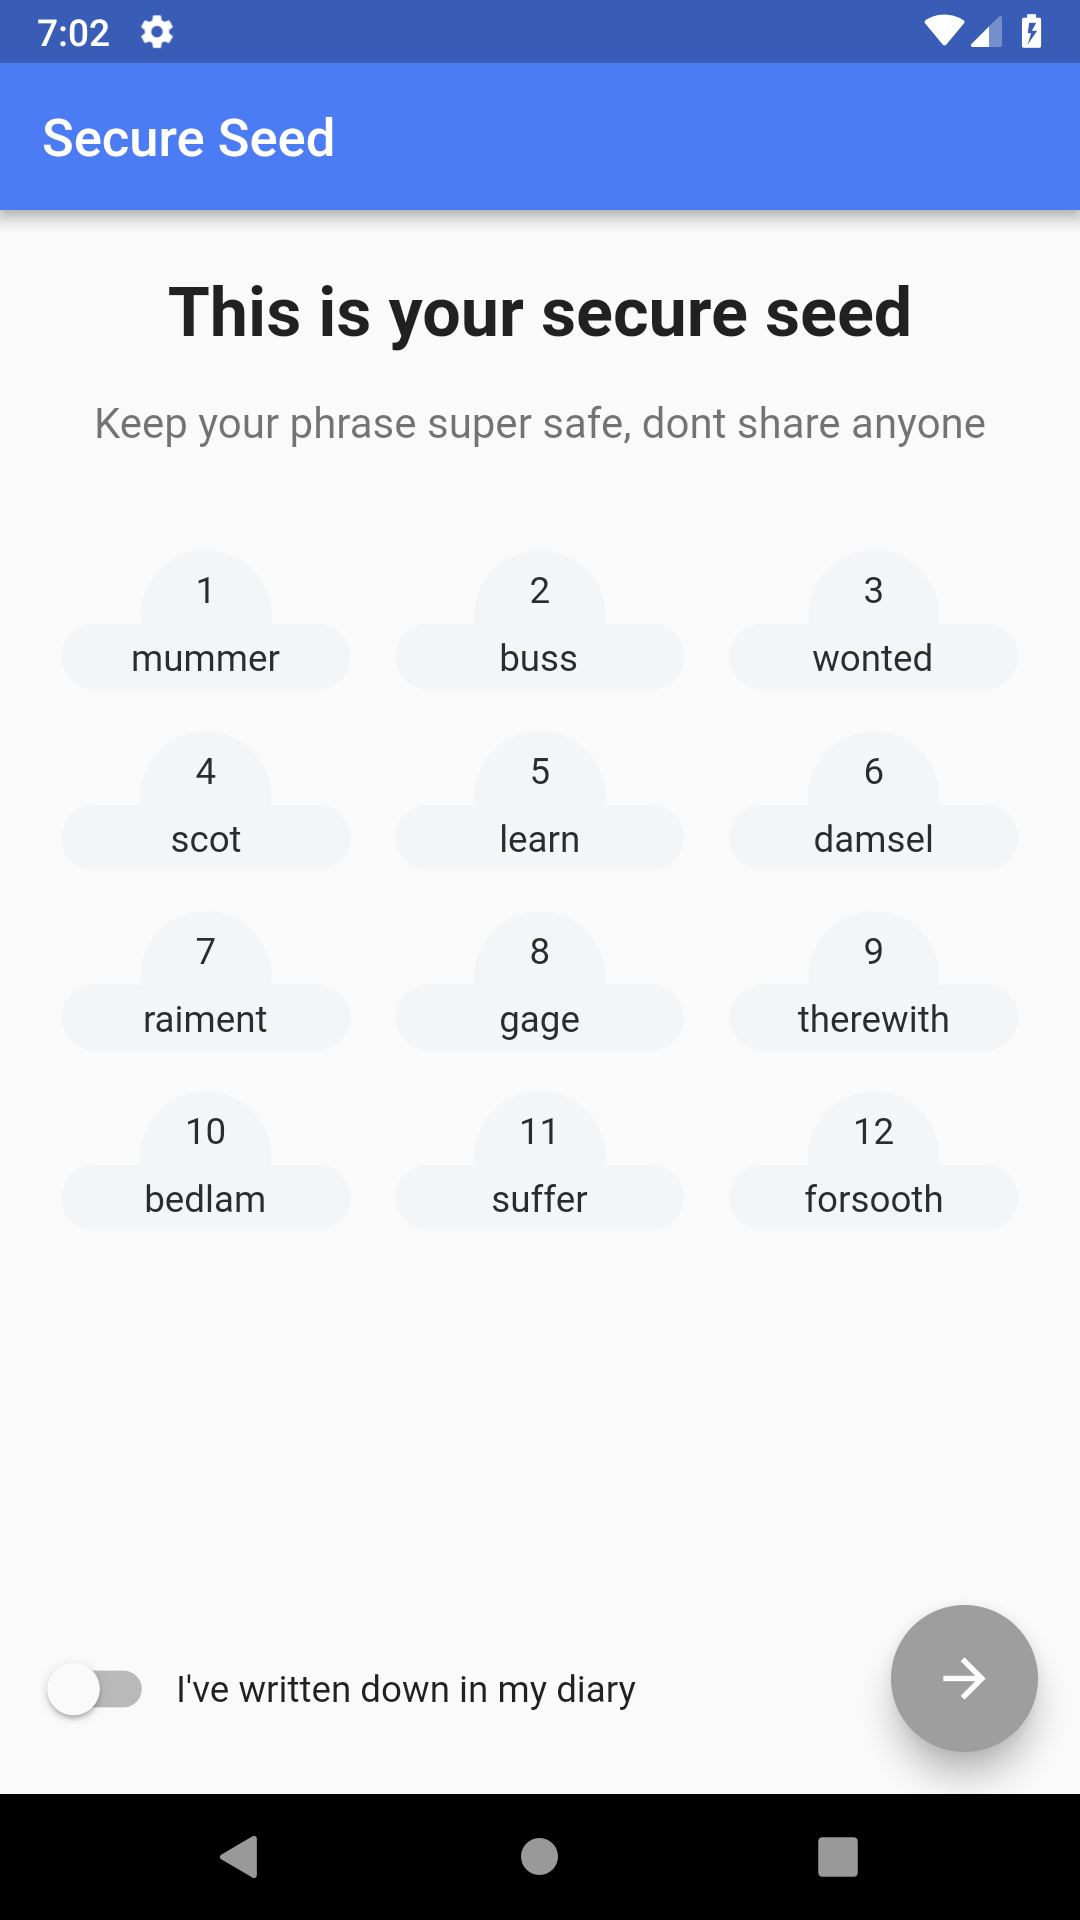 7:02
Secure Seed
This is your secure seed
Keep your phrase super safe, dont share anyone
1 2 3
mummer buss wonted
4 5 6
scot learn damsel
7 8 9
raiment gage therewith
10 11 12
bedlam suffer forsooth
I've written down in my diary